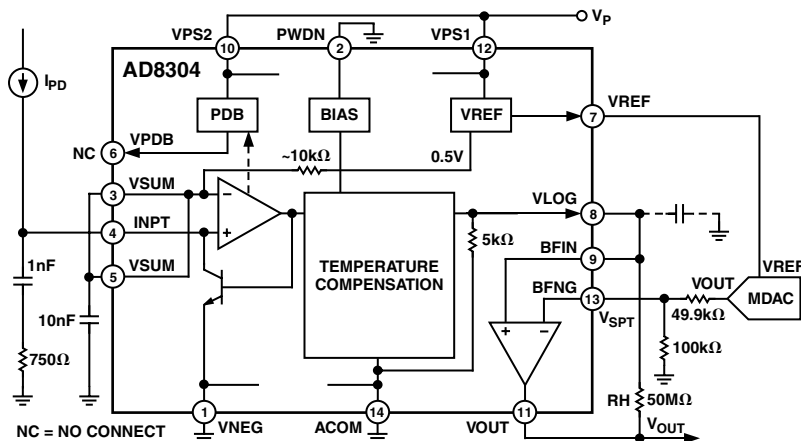 VPS2
PWDN
VPS1
V_P
10
2
12
AD8304
I_PD
PDB
BIAS
VREF
7
VREF
NC
6
VPDB
~10kΩ
0.5V
3
VSUM
VLOG
8
4
INPT
−
+
5kΩ
TEMPERATURE
COMPENSATION
BFIN
9
VREF
1nF
5
VSUM
BFNG
13
VOUT
MDAC
V_SPT
49.9kΩ
10nF
+
−
100kΩ
750Ω
RH
50MΩ
1
VNEG
ACOM
14
VOUT
11
V_OUT
NC = NO CONNECT